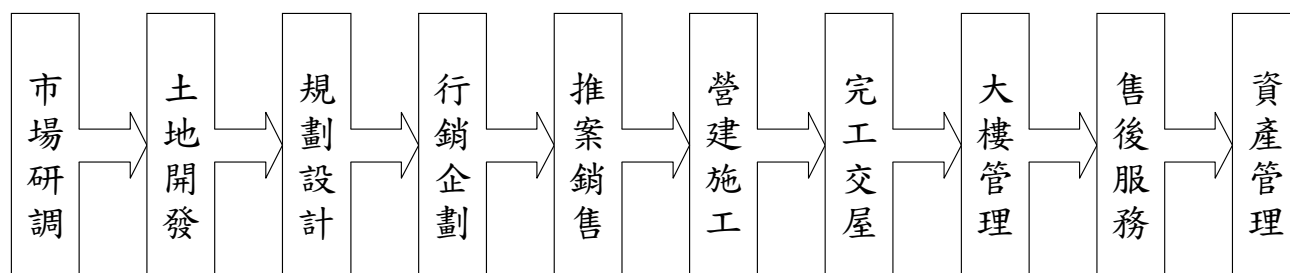 市場研調
土地開發
規劃設計
行銷企劃
推案銷售
營建施工
完工交屋
大樓管理
售後服務
資產管理